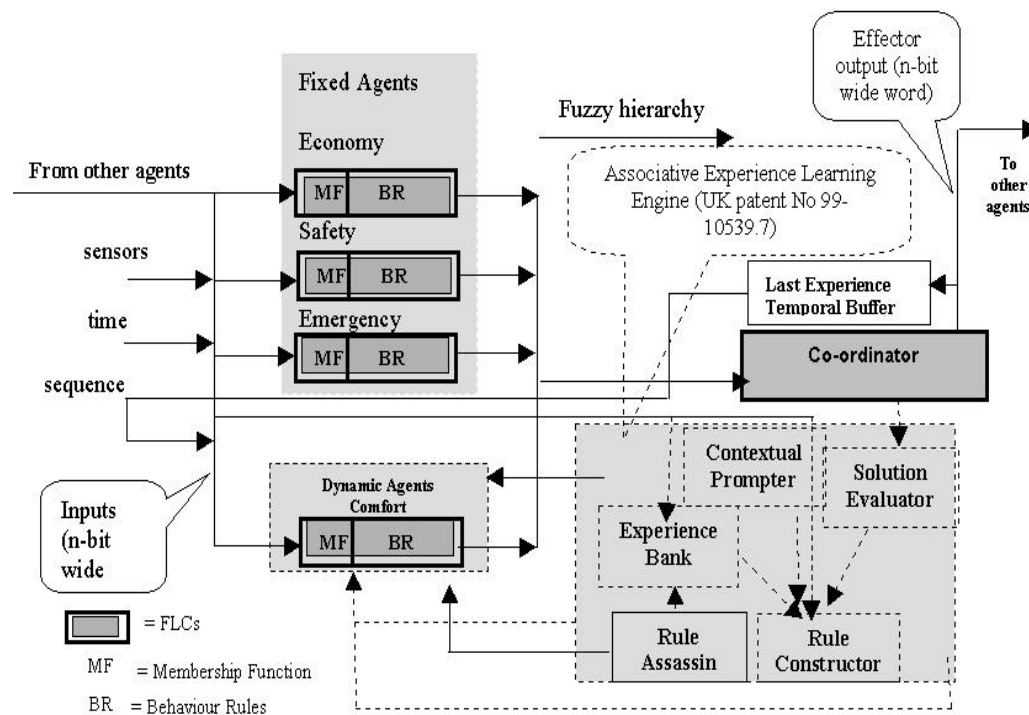 Fixed Agents
Economy
MF BR
Safety
MF BR
Emergency
MF BR
From other agents
sensors
time
sequence
Inputs
(n-bit
wide
Fuzzy hierarchy
Effector
output (n-bit
wide word)
To
other
agents
Associative Experience Learning
Engine (UK patent No 99-
10539.7)
Last Experience
Temporal Buffer
Co-ordinator
Contextual
Prompter
Solution
Evaluator
Experience
Bank
Rule
Assassin
Rule
Constructor
Dynamic Agents
Comfort
MF BR
= FLCs
MF = Membership Function
BR = Behaviour Rules